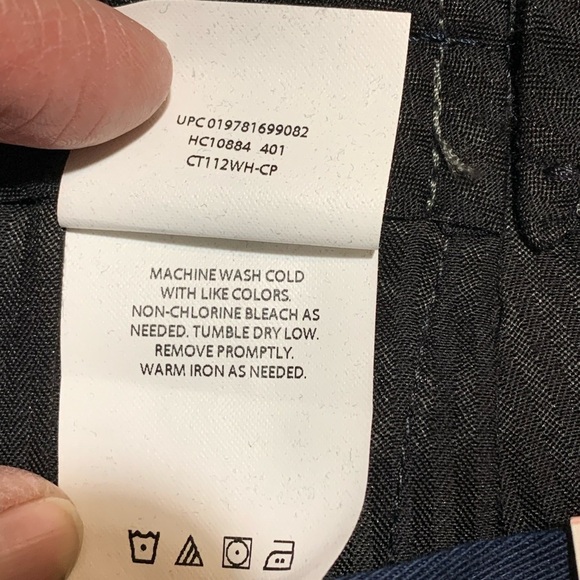 UPC 019781699082
HC10884 401
CT112WH-CP
MACHINE WASH COLD
WITH LIKE COLORS.
NON-CHLORINE BLEACH AS
NEEDED. TUMBLE DRY LOW.
REMOVE PROMPTLY.
WARM IRON AS NEEDED.